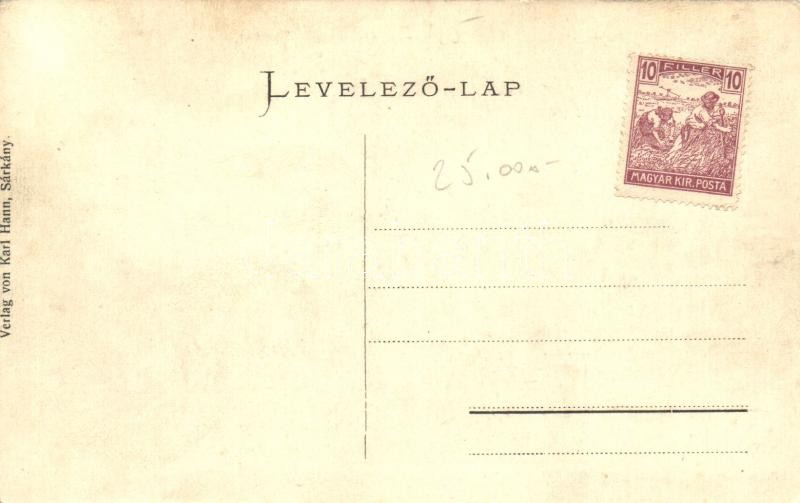 LEVELEZŐ-LAP
10 FILLÉR 10
MAGYAR KIR. POSTA
25.000-
Verlag von Karl Hann, Sárkány.